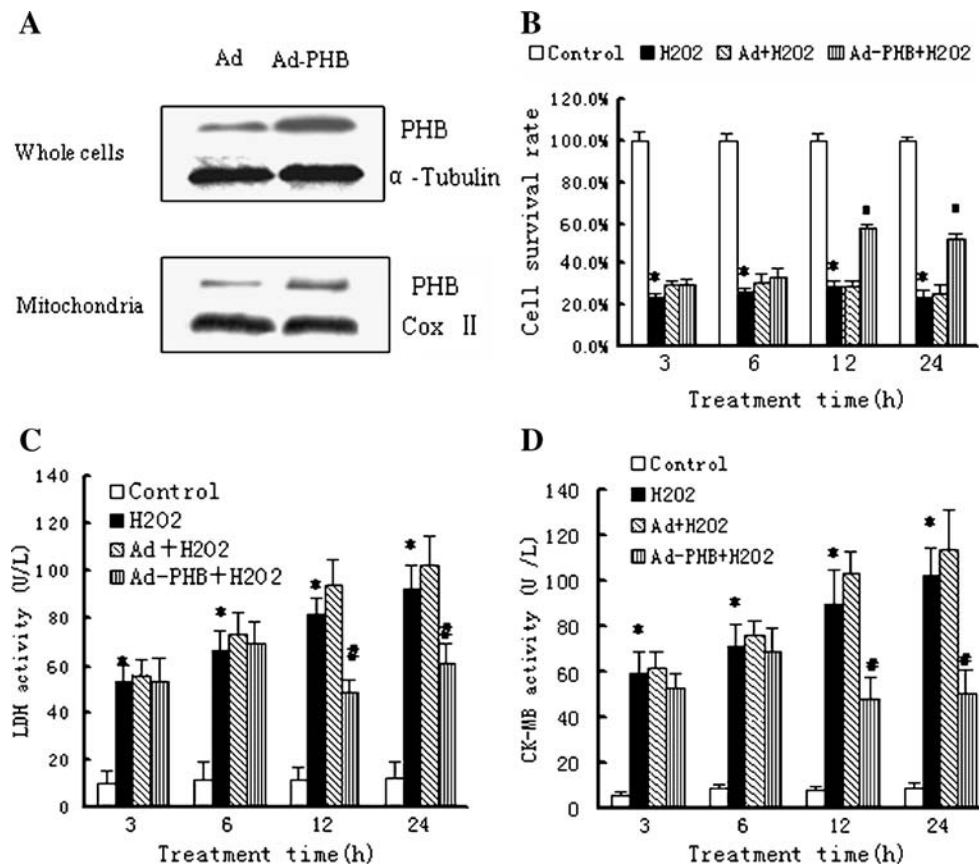 A
Ad Ad-PHB
Whole cells
PHB
α-Tubulin
Mitochondria
PHB
Cox II
B
Control H2O2 Ad+H2O2 Ad-PHB+H2O2
Cell survival rate
120.0%
100.0%
80.0%
60.0%
40.0%
20.0%
0.0%
* * * *
3 6 12 24
Treatment time(h)
C
Control
H2O2
Ad+H2O2
Ad-PHB+H2O2
LDH activity (U/L)
140
120
100
80
60
40
20
0
* * * # * #
3 6 12 24
Treatment time(h)
D
Control
H2O2
Ad+H2O2
Ad-PHB+H2O2
CK-MB activity (U /L)
140
120
100
80
60
40
20
0
* * * # * #
3 6 12 24
Treatment time(h)